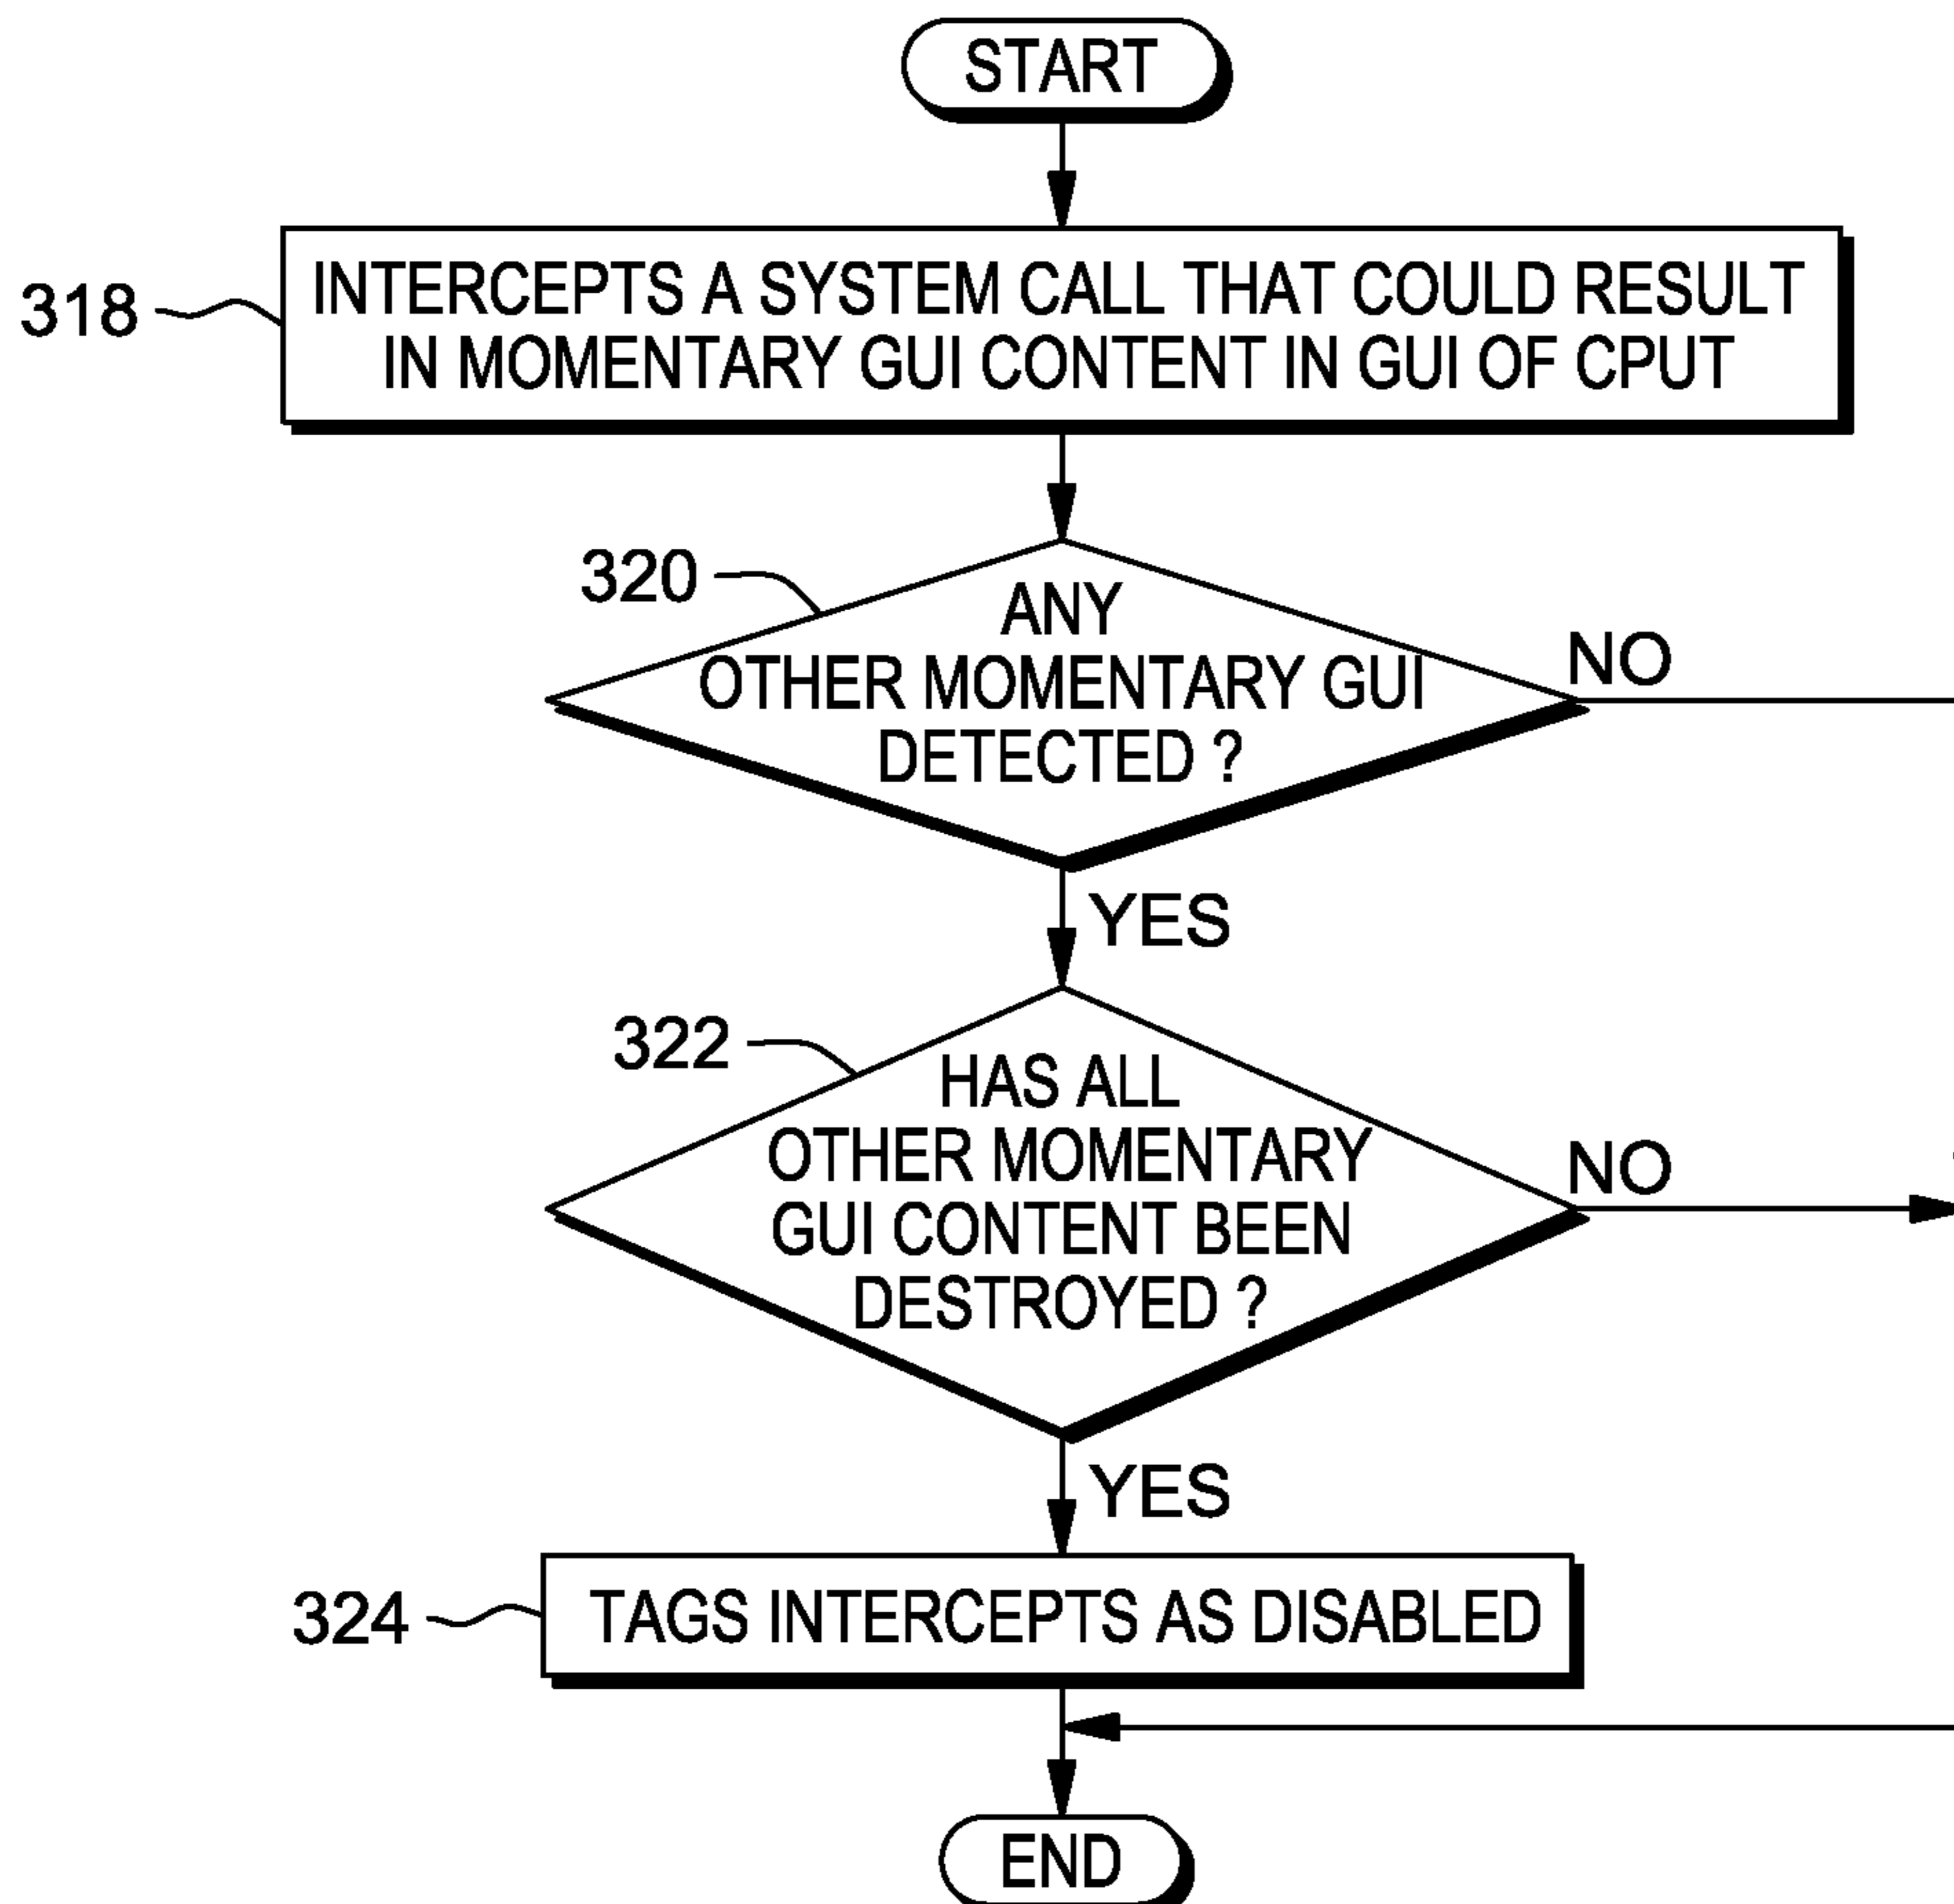 START
318
INTERCEPTS A SYSTEM CALL THAT COULD RESULT
IN MOMENTARY GUI CONTENT IN GUI OF CPUT
320
ANY
OTHER MOMENTARY GUI
DETECTED ?
NO
YES
322
HAS ALL
OTHER MOMENTARY
GUI CONTENT BEEN
DESTROYED ?
NO
YES
324
TAGS INTERCEPTS AS DISABLED
END